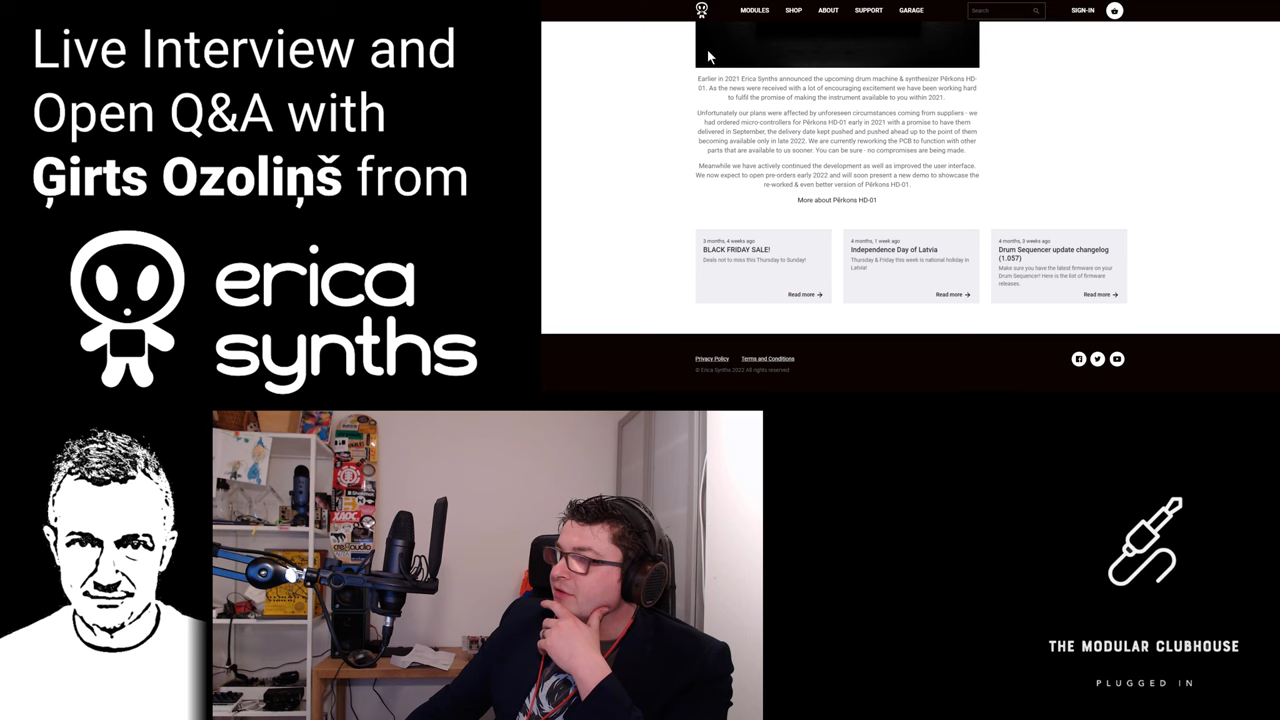 Live Interview and
Open Q&A with
Ģirts Ozoliņš from
erica
synths
MODULES SHOP ABOUT SUPPORT GARAGE Search SIGN-IN
Earlier in 2021 Erica Synths announced the upcoming drum machine & synthesizer Pērkons HD-
01. As the news were received with a lot of encouraging excitement we have been working hard
to fulfil the promise of making the instrument available to you within 2021.
Unfortunately our plans were affected by unforeseen circumstances coming from suppliers - we
had ordered micro-controllers for Pērkons HD-01 early in 2021 with a promise to have them
delivered in September, the delivery date kept pushed and pushed ahead up to the point of them
becoming available only in late 2022. We are currently reworking the PCB to function with other
parts that are available to us sooner. You can be sure - no compromises are being made.
Meanwhile we have actively continued the development as well as improved the user interface.
We now expect to open pre-orders early 2022 and will soon present a new demo to showcase the
re-worked & even better version of Pērkons HD-01.
More about Pērkons HD-01
3 months, 4 weeks ago
BLACK FRIDAY SALE!
Deals not to miss this Thursday to Sunday!
Read more
4 months, 1 week ago
Independence Day of Latvia
Thursday & Friday this week is national holiday in
Latvia!
Read more
4 months, 3 weeks ago
Drum Sequencer update changelog
(1.057)
Make sure you have the latest firmware on your
Drum Sequencer! Here is the list of firmware
releases.
Read more
Privacy Policy Terms and Conditions
© Erica Synths 2022 All rights reserved
element
XAOC
cre8audio
THE MODULAR CLUBHOUSE
PLUGGED IN